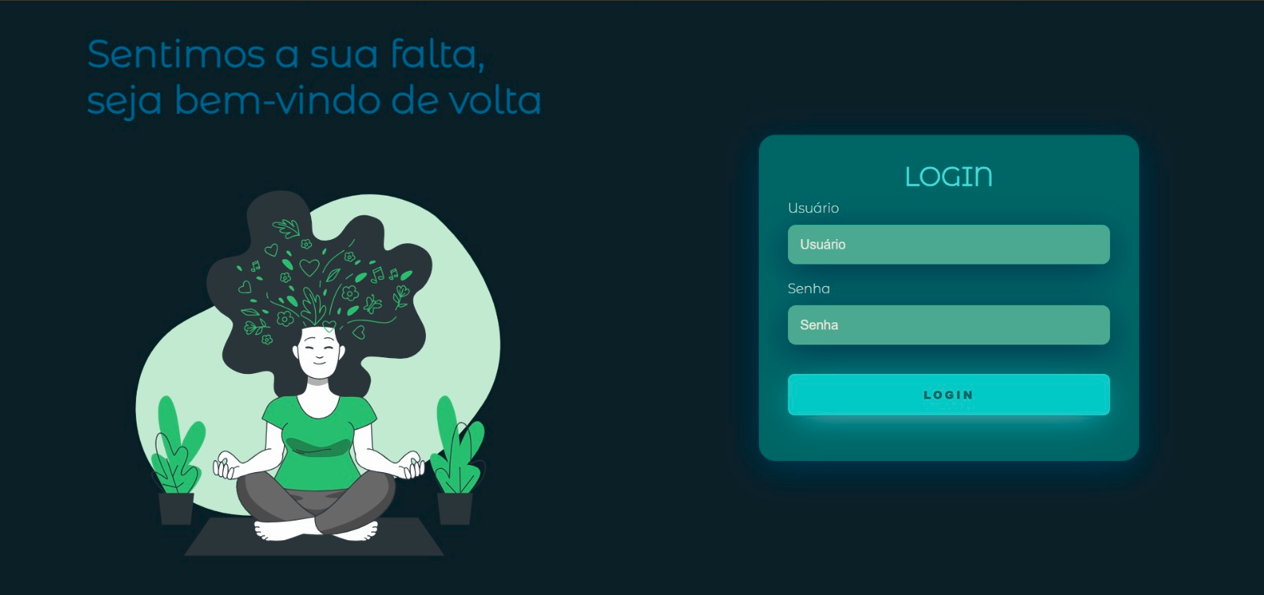 Sentimos a sua falta,
seja bem-vindo de volta
LOGIN
Usuário
Usuário
Senha
Senha
LOGIN